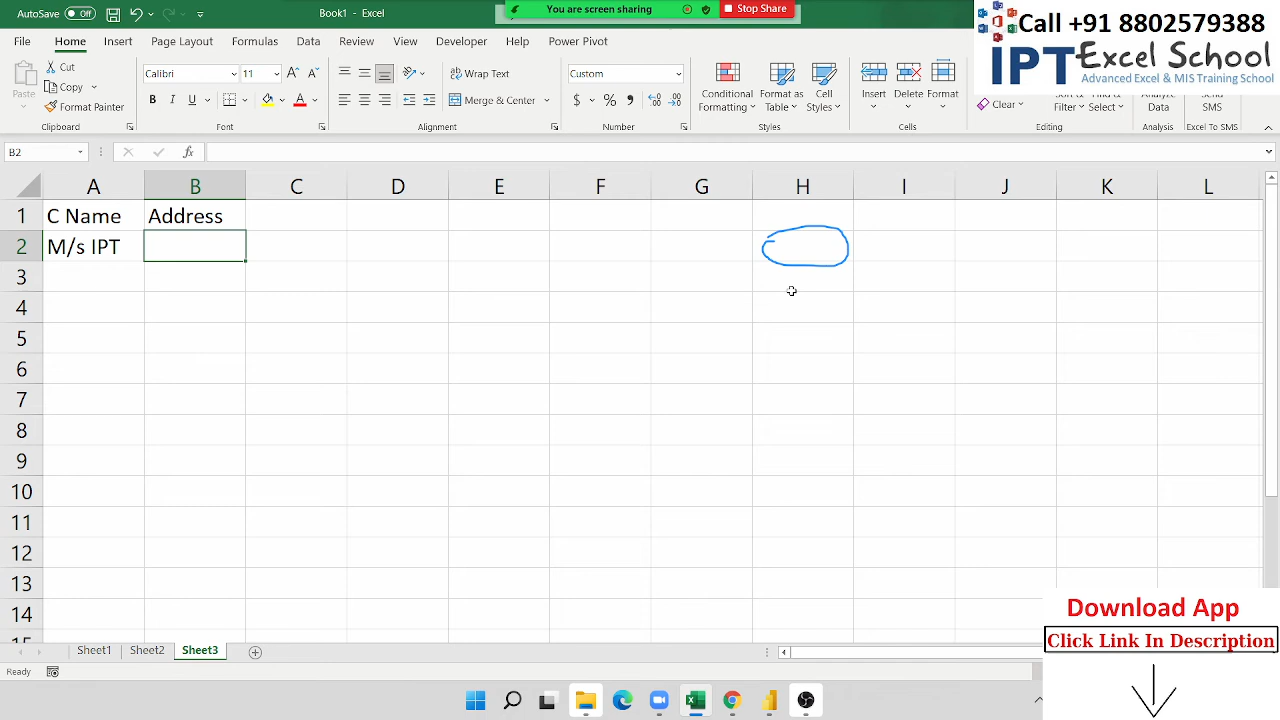 AutoSave Off Book1 - Excel You are screen sharing Stop Share
Call +91 8802579388
IPT Excel School
Advanced Excel & MIS Training School
File Home Insert Page Layout Formulas Data Review View Developer Help Power Pivot
Paste Cut Copy Format Painter
Calibri 11 B I U A
Wrap Text Merge & Center
Custom $ % ,
Conditional Formatting Format as Table Cell Styles
Insert Delete Format
Clear Filter Select Data SMS
Clipboard Font Alignment Number Styles Cells Editing Analysis Excel To SMS
B2 fx
A B C D E F G H I J K L
1 C Name Address
2 M/s IPT
3
4
5
6
7
8
9
10
11
12
13
14
Download App
Click Link In Description
Sheet1 Sheet2 Sheet3
Ready